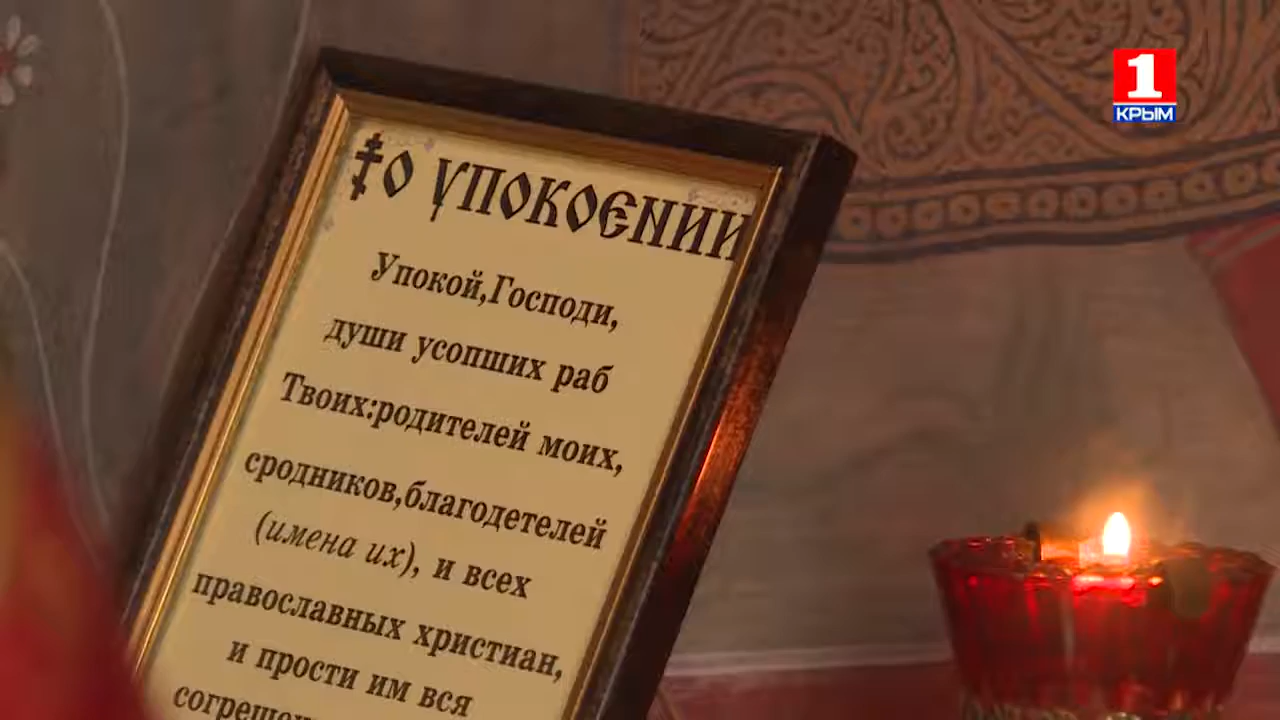 1
КРЫМ
О УПОКОЕНИИ
Упокой,Господи,
души усопших раб
Твоих:родителей моих,
сродников,благодетелей
(имена их), и всех
православных христиан,
и прости им вся